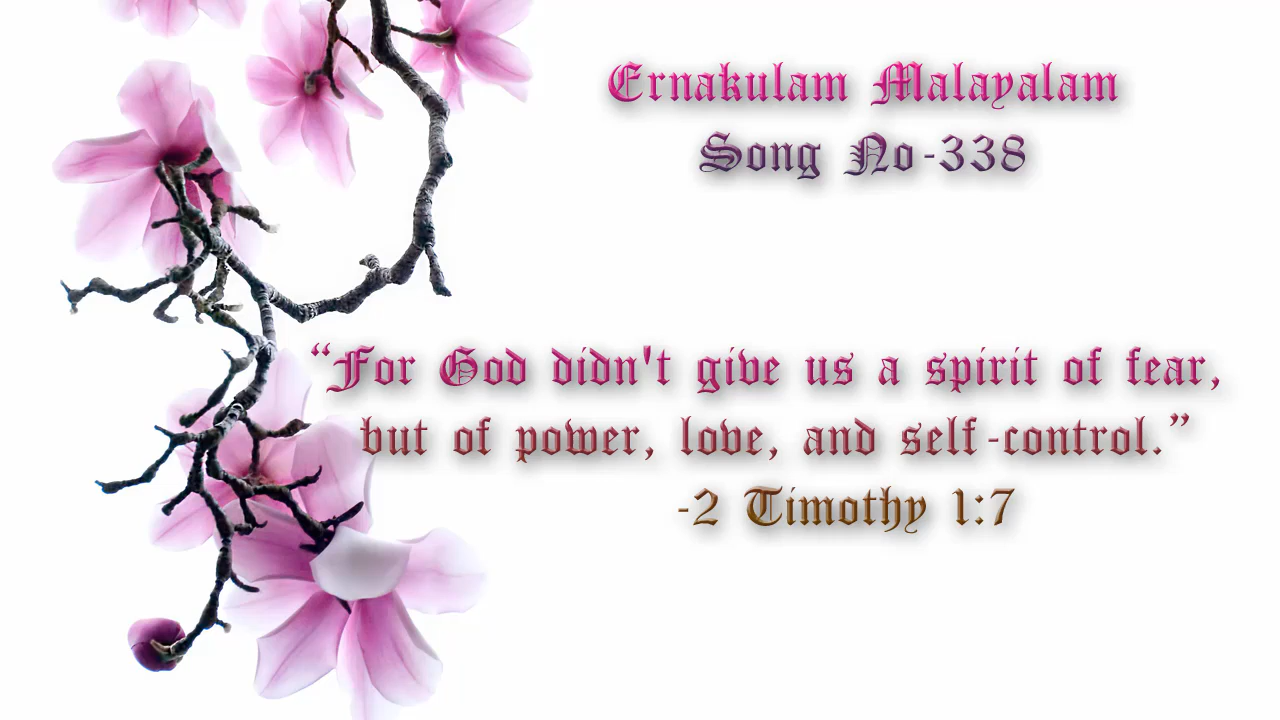 Ernakulam Malayalam
Song No-338
“For God didn't give us a spirit of fear,
but of power, love, and self-control.”
-2 Timothy 1:7